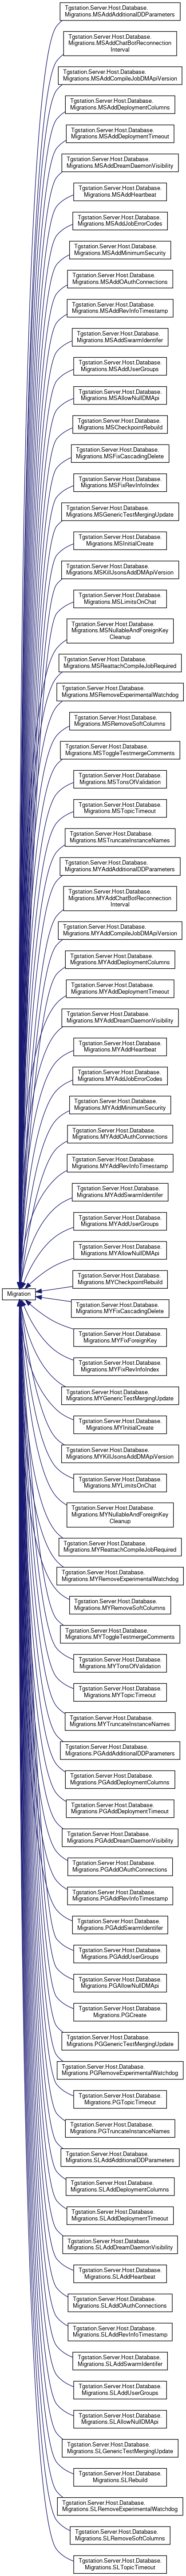 Tgstation.Server.Host.Database.
Migrations.MSAddAdditionalDDParameters
Tgstation.Server.Host.Database.
Migrations.MSAddChatBotReconnection
Interval
Tgstation.Server.Host.Database.
Migrations.MSAddCompileJobDMApiVersion
Tgstation.Server.Host.Database.
Migrations.MSAddDeploymentColumns
Tgstation.Server.Host.Database.
Migrations.MSAddDeploymentTimeout
Tgstation.Server.Host.Database.
Migrations.MSAddDreamDaemonVisibility
Tgstation.Server.Host.Database.
Migrations.MSAddHeartbeat
Tgstation.Server.Host.Database.
Migrations.MSAddJobErrorCodes
Tgstation.Server.Host.Database.
Migrations.MSAddMinimumSecurity
Tgstation.Server.Host.Database.
Migrations.MSAddOAuthConnections
Tgstation.Server.Host.Database.
Migrations.MSAddRevInfoTimestamp
Tgstation.Server.Host.Database.
Migrations.MSAddSwarmIdentifer
Tgstation.Server.Host.Database.
Migrations.MSAddUserGroups
Tgstation.Server.Host.Database.
Migrations.MSAllowNullDMApi
Tgstation.Server.Host.Database.
Migrations.MSCheckpointRebuild
Tgstation.Server.Host.Database.
Migrations.MSFixCascadingDelete
Tgstation.Server.Host.Database.
Migrations.MSFixRevInfoIndex
Tgstation.Server.Host.Database.
Migrations.MSGenericTestMergingUpdate
Tgstation.Server.Host.Database.
Migrations.MSInitialCreate
Tgstation.Server.Host.Database.
Migrations.MSKillJsonsAddDMApiVersion
Tgstation.Server.Host.Database.
Migrations.MSLimitsOnChat
Tgstation.Server.Host.Database.
Migrations.MSNullableAndForeignKey
Cleanup
Tgstation.Server.Host.Database.
Migrations.MSReattachCompileJobRequired
Tgstation.Server.Host.Database.
Migrations.MSRemoveExperimentalWatchdog
Tgstation.Server.Host.Database.
Migrations.MSRemoveSoftColumns
Tgstation.Server.Host.Database.
Migrations.MSToggleTestmergeComments
Tgstation.Server.Host.Database.
Migrations.MSTonsOfValidation
Tgstation.Server.Host.Database.
Migrations.MSTopicTimeout
Tgstation.Server.Host.Database.
Migrations.MSTruncateInstanceNames
Tgstation.Server.Host.Database.
Migrations.MYAddAdditionalDDParameters
Tgstation.Server.Host.Database.
Migrations.MYAddChatBotReconnection
Interval
Tgstation.Server.Host.Database.
Migrations.MYAddCompileJobDMApiVersion
Tgstation.Server.Host.Database.
Migrations.MYAddDeploymentColumns
Tgstation.Server.Host.Database.
Migrations.MYAddDeploymentTimeout
Tgstation.Server.Host.Database.
Migrations.MYAddDreamDaemonVisibility
Tgstation.Server.Host.Database.
Migrations.MYAddHeartbeat
Tgstation.Server.Host.Database.
Migrations.MYAddJobErrorCodes
Tgstation.Server.Host.Database.
Migrations.MYAddMinimumSecurity
Tgstation.Server.Host.Database.
Migrations.MYAddOAuthConnections
Tgstation.Server.Host.Database.
Migrations.MYAddRevInfoTimestamp
Tgstation.Server.Host.Database.
Migrations.MYAddSwarmIdentifer
Tgstation.Server.Host.Database.
Migrations.MYAddUserGroups
Tgstation.Server.Host.Database.
Migrations.MYAllowNullDMApi
Tgstation.Server.Host.Database.
Migrations.MYCheckpointRebuild
Migration
Tgstation.Server.Host.Database.
Migrations.MYFixCascadingDelete
Tgstation.Server.Host.Database.
Migrations.MYFixForeignKey
Tgstation.Server.Host.Database.
Migrations.MYFixRevInfoIndex
Tgstation.Server.Host.Database.
Migrations.MYGenericTestMergingUpdate
Tgstation.Server.Host.Database.
Migrations.MYInitialCreate
Tgstation.Server.Host.Database.
Migrations.MYKillJsonsAddDMApiVersion
Tgstation.Server.Host.Database.
Migrations.MYLimitsOnChat
Tgstation.Server.Host.Database.
Migrations.MYNullableAndForeignKey
Cleanup
Tgstation.Server.Host.Database.
Migrations.MYReattachCompileJobRequired
Tgstation.Server.Host.Database.
Migrations.MYRemoveExperimentalWatchdog
Tgstation.Server.Host.Database.
Migrations.MYRemoveSoftColumns
Tgstation.Server.Host.Database.
Migrations.MYToggleTestmergeComments
Tgstation.Server.Host.Database.
Migrations.MYTonsOfValidation
Tgstation.Server.Host.Database.
Migrations.MYTopicTimeout
Tgstation.Server.Host.Database.
Migrations.MYTruncateInstanceNames
Tgstation.Server.Host.Database.
Migrations.PGAddAdditionalDDParameters
Tgstation.Server.Host.Database.
Migrations.PGAddDeploymentColumns
Tgstation.Server.Host.Database.
Migrations.PGAddDeploymentTimeout
Tgstation.Server.Host.Database.
Migrations.PGAddDreamDaemonVisibility
Tgstation.Server.Host.Database.
Migrations.PGAddOAuthConnections
Tgstation.Server.Host.Database.
Migrations.PGAddRevInfoTimestamp
Tgstation.Server.Host.Database.
Migrations.PGAddSwarmIdentifer
Tgstation.Server.Host.Database.
Migrations.PGAddUserGroups
Tgstation.Server.Host.Database.
Migrations.PGAllowNullDMApi
Tgstation.Server.Host.Database.
Migrations.PGCreate
Tgstation.Server.Host.Database.
Migrations.PGGenericTestMergingUpdate
Tgstation.Server.Host.Database.
Migrations.PGRemoveExperimentalWatchdog
Tgstation.Server.Host.Database.
Migrations.PGTopicTimeout
Tgstation.Server.Host.Database.
Migrations.PGTruncateInstanceNames
Tgstation.Server.Host.Database.
Migrations.SLAddAdditionalDDParameters
Tgstation.Server.Host.Database.
Migrations.SLAddDeploymentColumns
Tgstation.Server.Host.Database.
Migrations.SLAddDeploymentTimeout
Tgstation.Server.Host.Database.
Migrations.SLAddDreamDaemonVisibility
Tgstation.Server.Host.Database.
Migrations.SLAddHeartbeat
Tgstation.Server.Host.Database.
Migrations.SLAddOAuthConnections
Tgstation.Server.Host.Database.
Migrations.SLAddRevInfoTimestamp
Tgstation.Server.Host.Database.
Migrations.SLAddSwarmIdentifer
Tgstation.Server.Host.Database.
Migrations.SLAddUserGroups
Tgstation.Server.Host.Database.
Migrations.SLAllowNullDMApi
Tgstation.Server.Host.Database.
Migrations.SLGenericTestMergingUpdate
Tgstation.Server.Host.Database.
Migrations.SLRebuild
Tgstation.Server.Host.Database.
Migrations.SLRemoveExperimentalWatchdog
Tgstation.Server.Host.Database.
Migrations.SLRemoveSoftColumns
Tgstation.Server.Host.Database.
Migrations.SLTopicTimeout